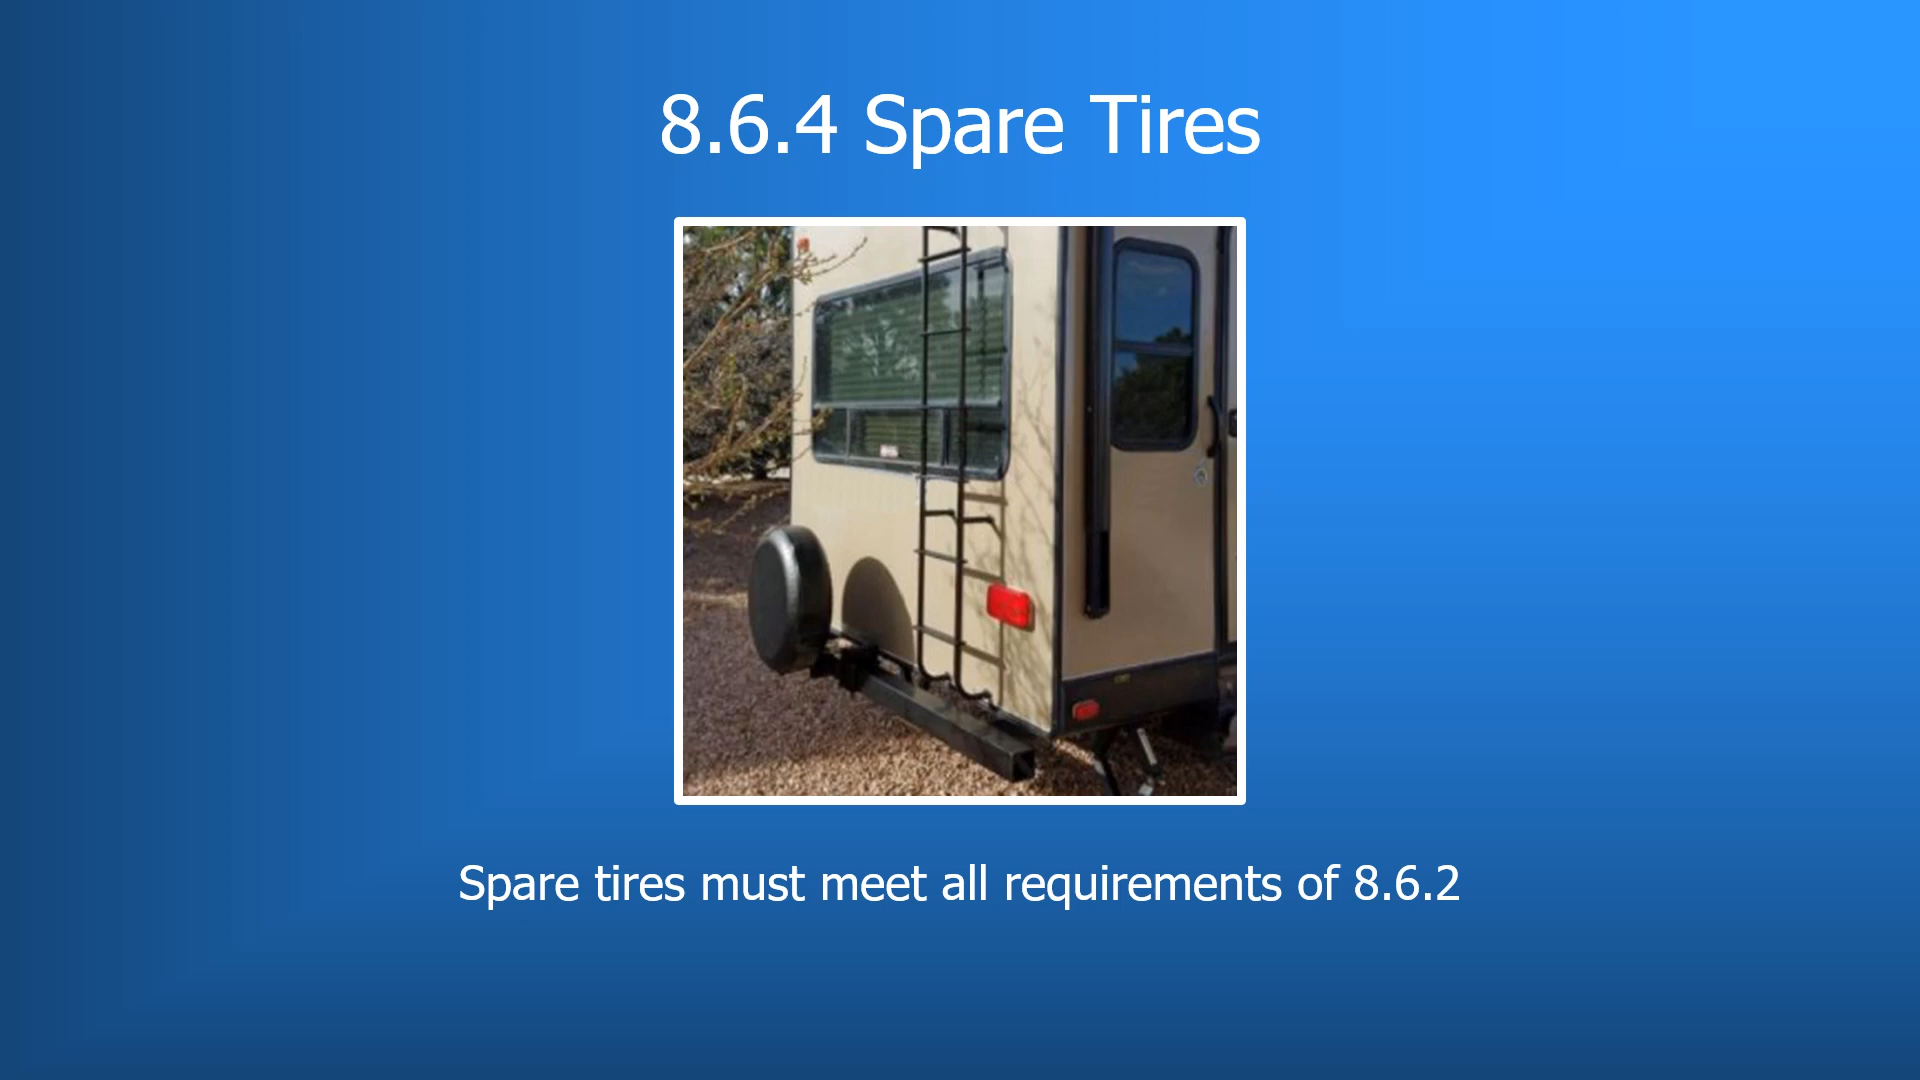 8.6.4 Spare Tires
Spare tires must meet all requirements of 8.6.2